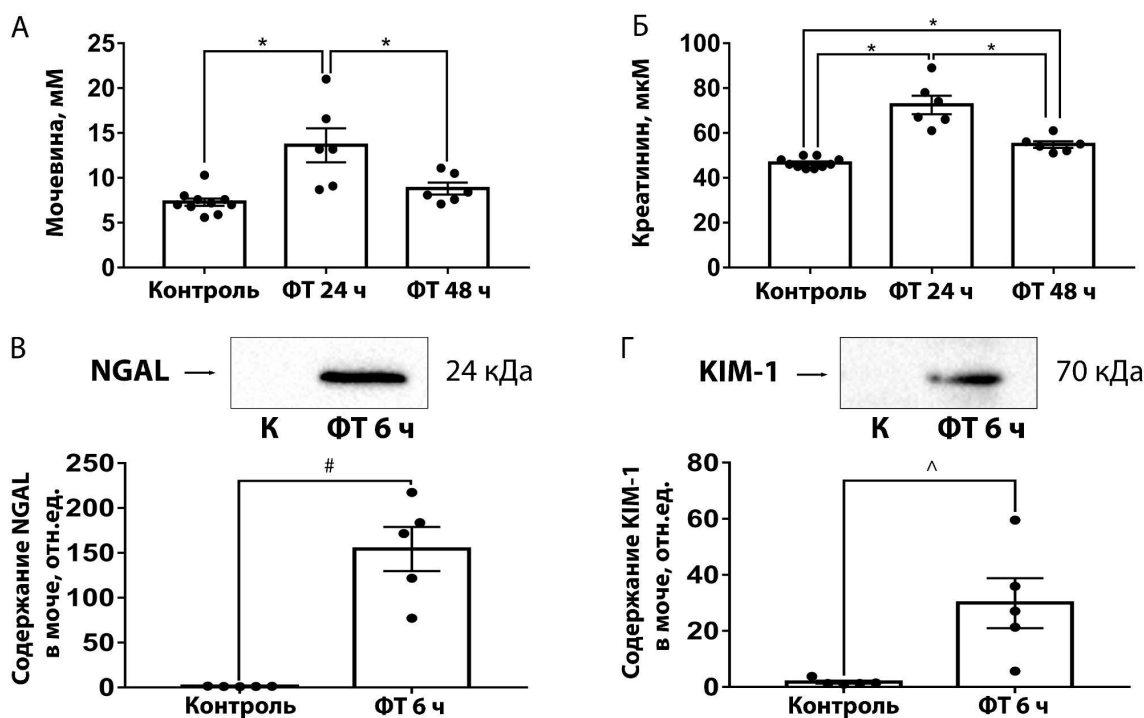 А
Мочевина, мМ
25
20
15
10
5
0
*
*
Контроль
ФТ 24 ч
ФТ 48 ч
Б
Креатинин, мкМ
100
80
60
40
20
0
*
*
*
Контроль
ФТ 24 ч
ФТ 48 ч
В
NGAL → 24 кДа
К ФТ 6 ч
Содержание NGAL
в моче, отн.ед.
250
200
150
100
50
0
#
Контроль
ФТ 6 ч
Г
KIM-1 → 70 кДа
К ФТ 6 ч
Содержание KIM-1
в моче, отн.ед.
80
60
40
20
0
^
Контроль
ФТ 6 ч